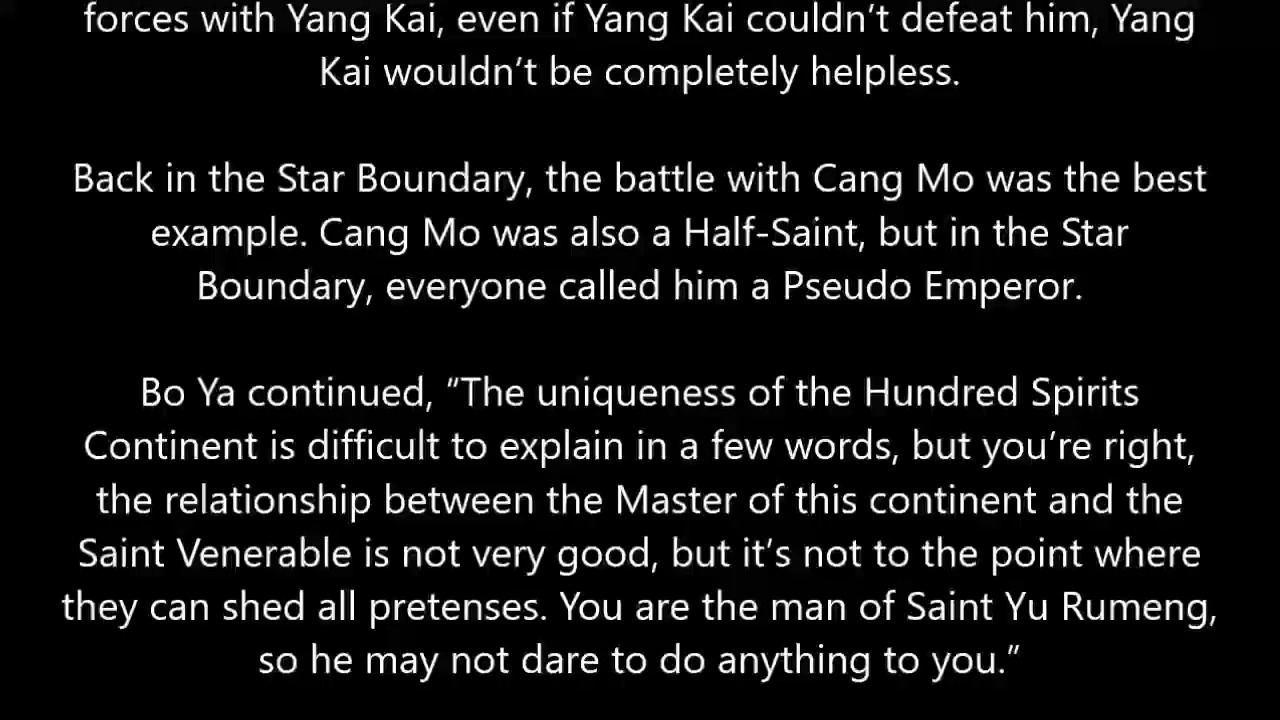 forces with Yang Kai, even if Yang Kai couldn’t defeat him, Yang
Kai wouldn’t be completely helpless.
Back in the Star Boundary, the battle with Cang Mo was the best
example. Cang Mo was also a Half-Saint, but in the Star
Boundary, everyone called him a Pseudo Emperor.
Bo Ya continued, “The uniqueness of the Hundred Spirits
Continent is difficult to explain in a few words, but you’re right,
the relationship between the Master of this continent and the
Saint Venerable is not very good, but it’s not to the point where
they can shed all pretenses. You are the man of Saint Yu Rumeng,
so he may not dare to do anything to you.”